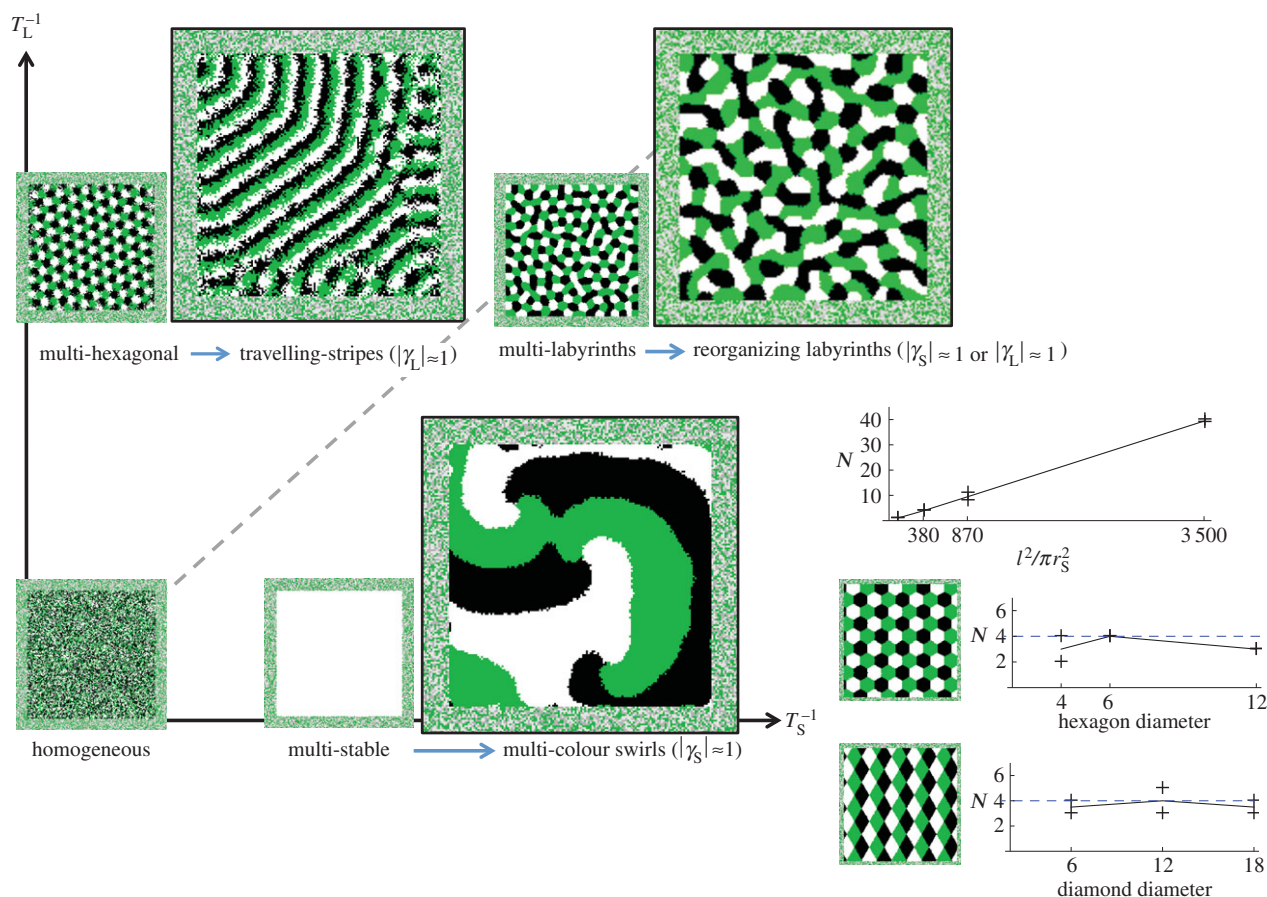 T_L^{-1}
multi-hexagonal → travelling-stripes (|γ_L|≈1)
multi-labyrinths → reorganizing labyrinths (|γ_S| ≈ 1 or |γ_L| ≈ 1)
homogeneous
multi-stable → multi-colour swirls (|γ_S|≈1)
T_S^{-1}
40
30
N 20
10
380 870 3 500
l²/πr_S²
6
N 4
2
4 6 12
hexagon diameter
6
N 4
2
6 12 18
diamond diameter